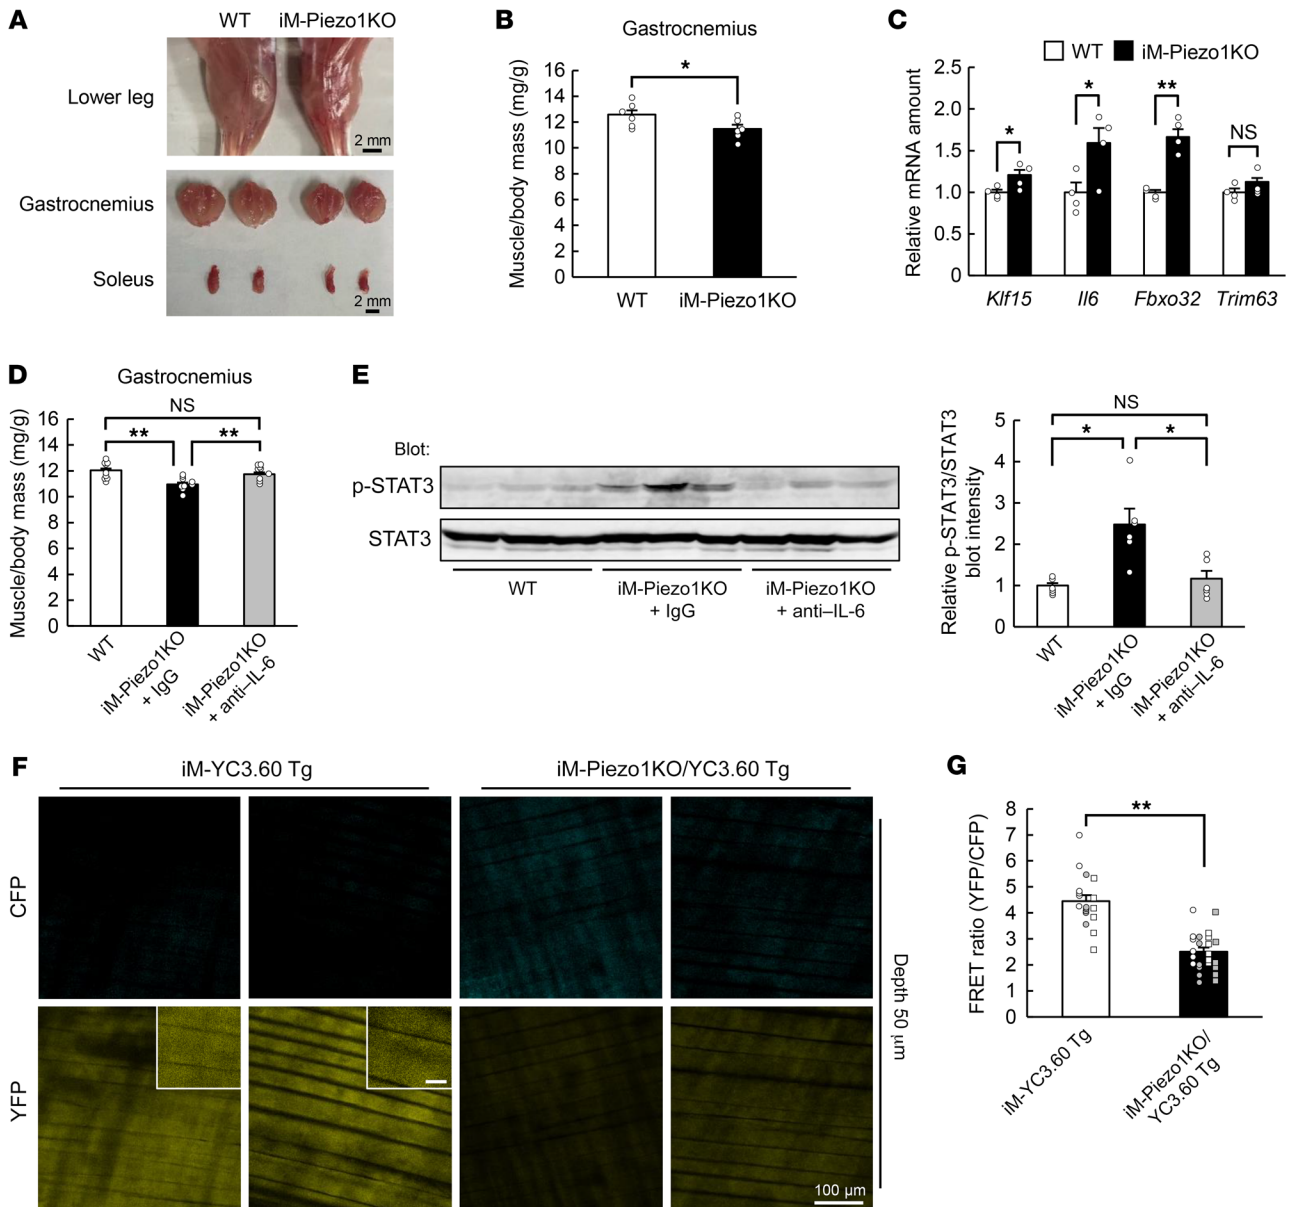 A
WT iM-Piezo1KO
Lower leg
2 mm
Gastrocnemius
Soleus
2 mm
B
Gastrocnemius
*
Muscle/body mass (mg/g)
16
14
12
10
8
6
4
2
0
WT iM-Piezo1KO
C
WT iM-Piezo1KO
Relative mRNA amount
2.5
2.0
1.5
1.0
0.5
0
* * ** NS
Klf15 Il6 Fbxo32 Trim63
D
Gastrocnemius
NS
** **
Muscle/body mass (mg/g)
16
14
12
10
8
6
4
2
0
WT
iM-Piezo1KO
+ IgG
iM-Piezo1KO
+ anti–IL-6
E
Blot:
p-STAT3
STAT3
WT
iM-Piezo1KO
+ IgG
iM-Piezo1KO
+ anti–IL-6
NS
* *
Relative p-STAT3/STAT3
blot intensity
5
4
3
2
1
0
WT
iM-Piezo1KO
+ IgG
iM-Piezo1KO
+ anti–IL-6
F
iM-YC3.60 Tg
iM-Piezo1KO/YC3.60 Tg
CFP
YFP
Depth 50 µm
100 µm
G
**
FRET ratio (YFP/CFP)
8
7
6
5
4
3
2
1
0
iM-YC3.60 Tg
iM-Piezo1KO/
YC3.60 Tg